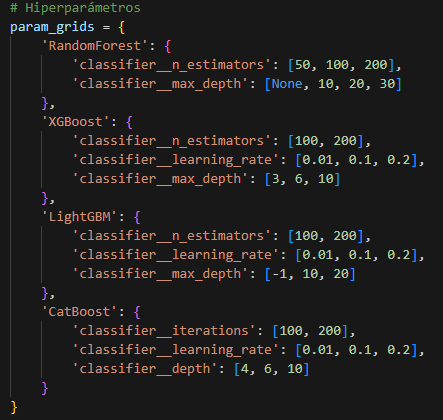 # Hiperparámetros
param_grids = {
    'RandomForest': {
        'classifier__n_estimators': [50, 100, 200],
        'classifier__max_depth': [None, 10, 20, 30]
    },
    'XGBoost': {
        'classifier__n_estimators': [100, 200],
        'classifier__learning_rate': [0.01, 0.1, 0.2],
        'classifier__max_depth': [3, 6, 10]
    },
    'LightGBM': {
        'classifier__n_estimators': [100, 200],
        'classifier__learning_rate': [0.01, 0.1, 0.2],
        'classifier__max_depth': [-1, 10, 20]
    },
    'CatBoost': {
        'classifier__iterations': [100, 200],
        'classifier__learning_rate': [0.01, 0.1, 0.2],
        'classifier__depth': [4, 6, 10]
    }
}